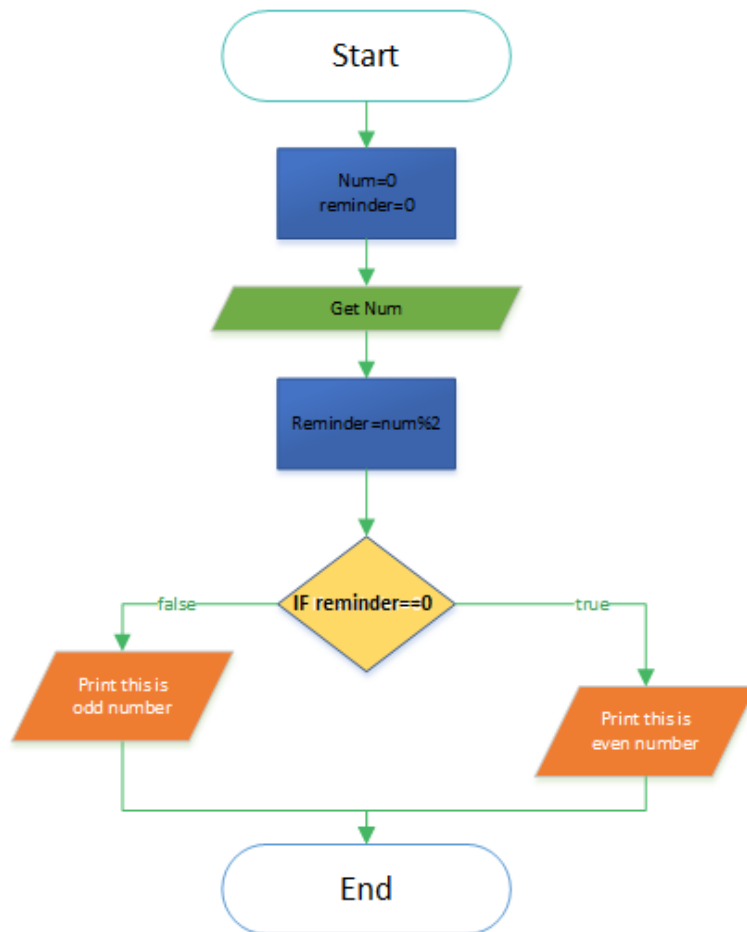 Start
Num=0
reminder=0
Get Num
Reminder=num%2
IF reminder==0
false
true
Print this is
odd number
Print this is
even number
End